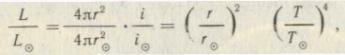 L/L⊙ = 4πr²/4πr⊙² · i/i⊙ = (r/r⊙)² (T/T⊙)⁴,